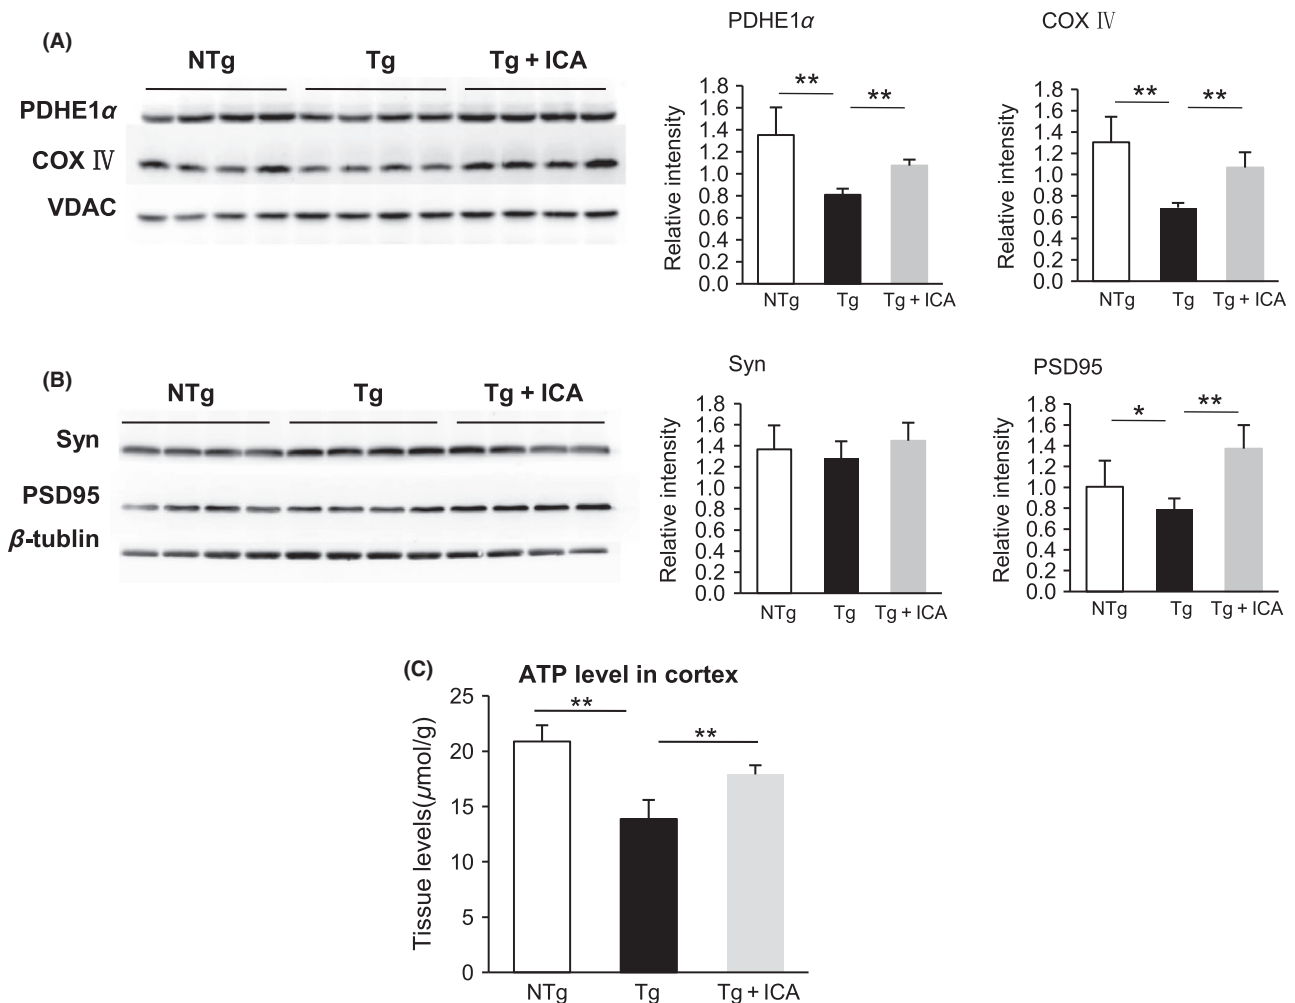 (A)
NTg Tg Tg + ICA
PDHE1α
COX Ⅳ
VDAC
PDHE1α
** **
Relative intensity
1.8
1.6
1.4
1.2
1.0
0.8
0.6
0.4
0.2
0.0
NTg Tg Tg + ICA
COX Ⅳ
** **
Relative intensity
1.8
1.6
1.4
1.2
1.0
0.8
0.6
0.4
0.2
0.0
NTg Tg Tg + ICA
(B)
NTg Tg Tg + ICA
Syn
PSD95
β-tublin
Syn
Relative intensity
1.8
1.6
1.4
1.2
1.0
0.8
0.6
0.4
0.2
0.0
NTg Tg Tg + ICA
PSD95
* **
Relative intensity
1.8
1.6
1.4
1.2
1.0
0.8
0.6
0.4
0.2
0.0
NTg Tg Tg + ICA
(C)
ATP level in cortex
** **
Tissue levels(μmol/g)
25
20
15
10
5
0
NTg Tg Tg + ICA